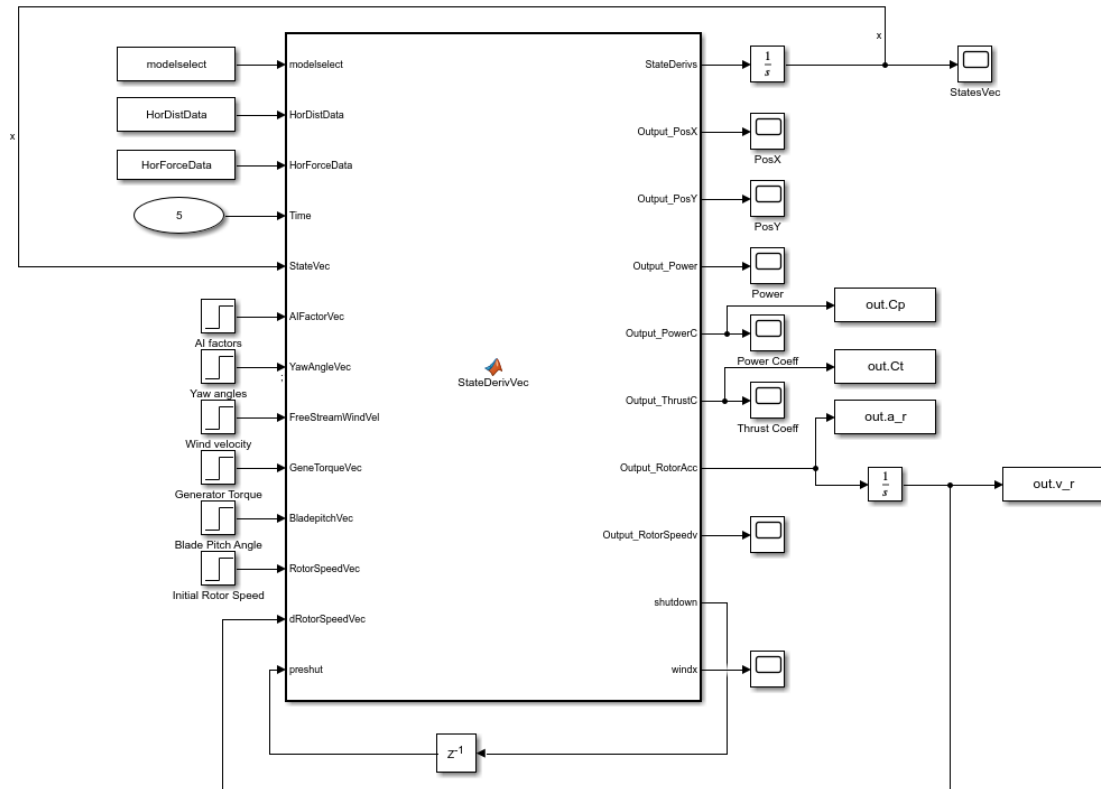 x
x
modelselect
HorDistData
HorForceData
5
AI factors
Yaw angles
;
Wind velocity
Generator Torque
Blade Pitch Angle
Initial Rotor Speed
modelselect
HorDistData
HorForceData
Time
StateVec
AIFactorVec
YawAngleVec
FreeStreamWindVel
GeneTorqueVec
BladepitchVec
RotorSpeedVec
dRotorSpeedVec
preshut
StateDerivVec
StateDerivs
Output_PosX
Output_PosY
Output_Power
Output_PowerC
Output_ThrustC
Output_RotorAcc
Output_RotorSpeedv
shutdown
windx
1
s
StatesVec
PosX
PosY
Power
Power Coeff
Thrust Coeff
out.Cp
out.Ct
out.a_r
1
s
out.v_r
Z-1